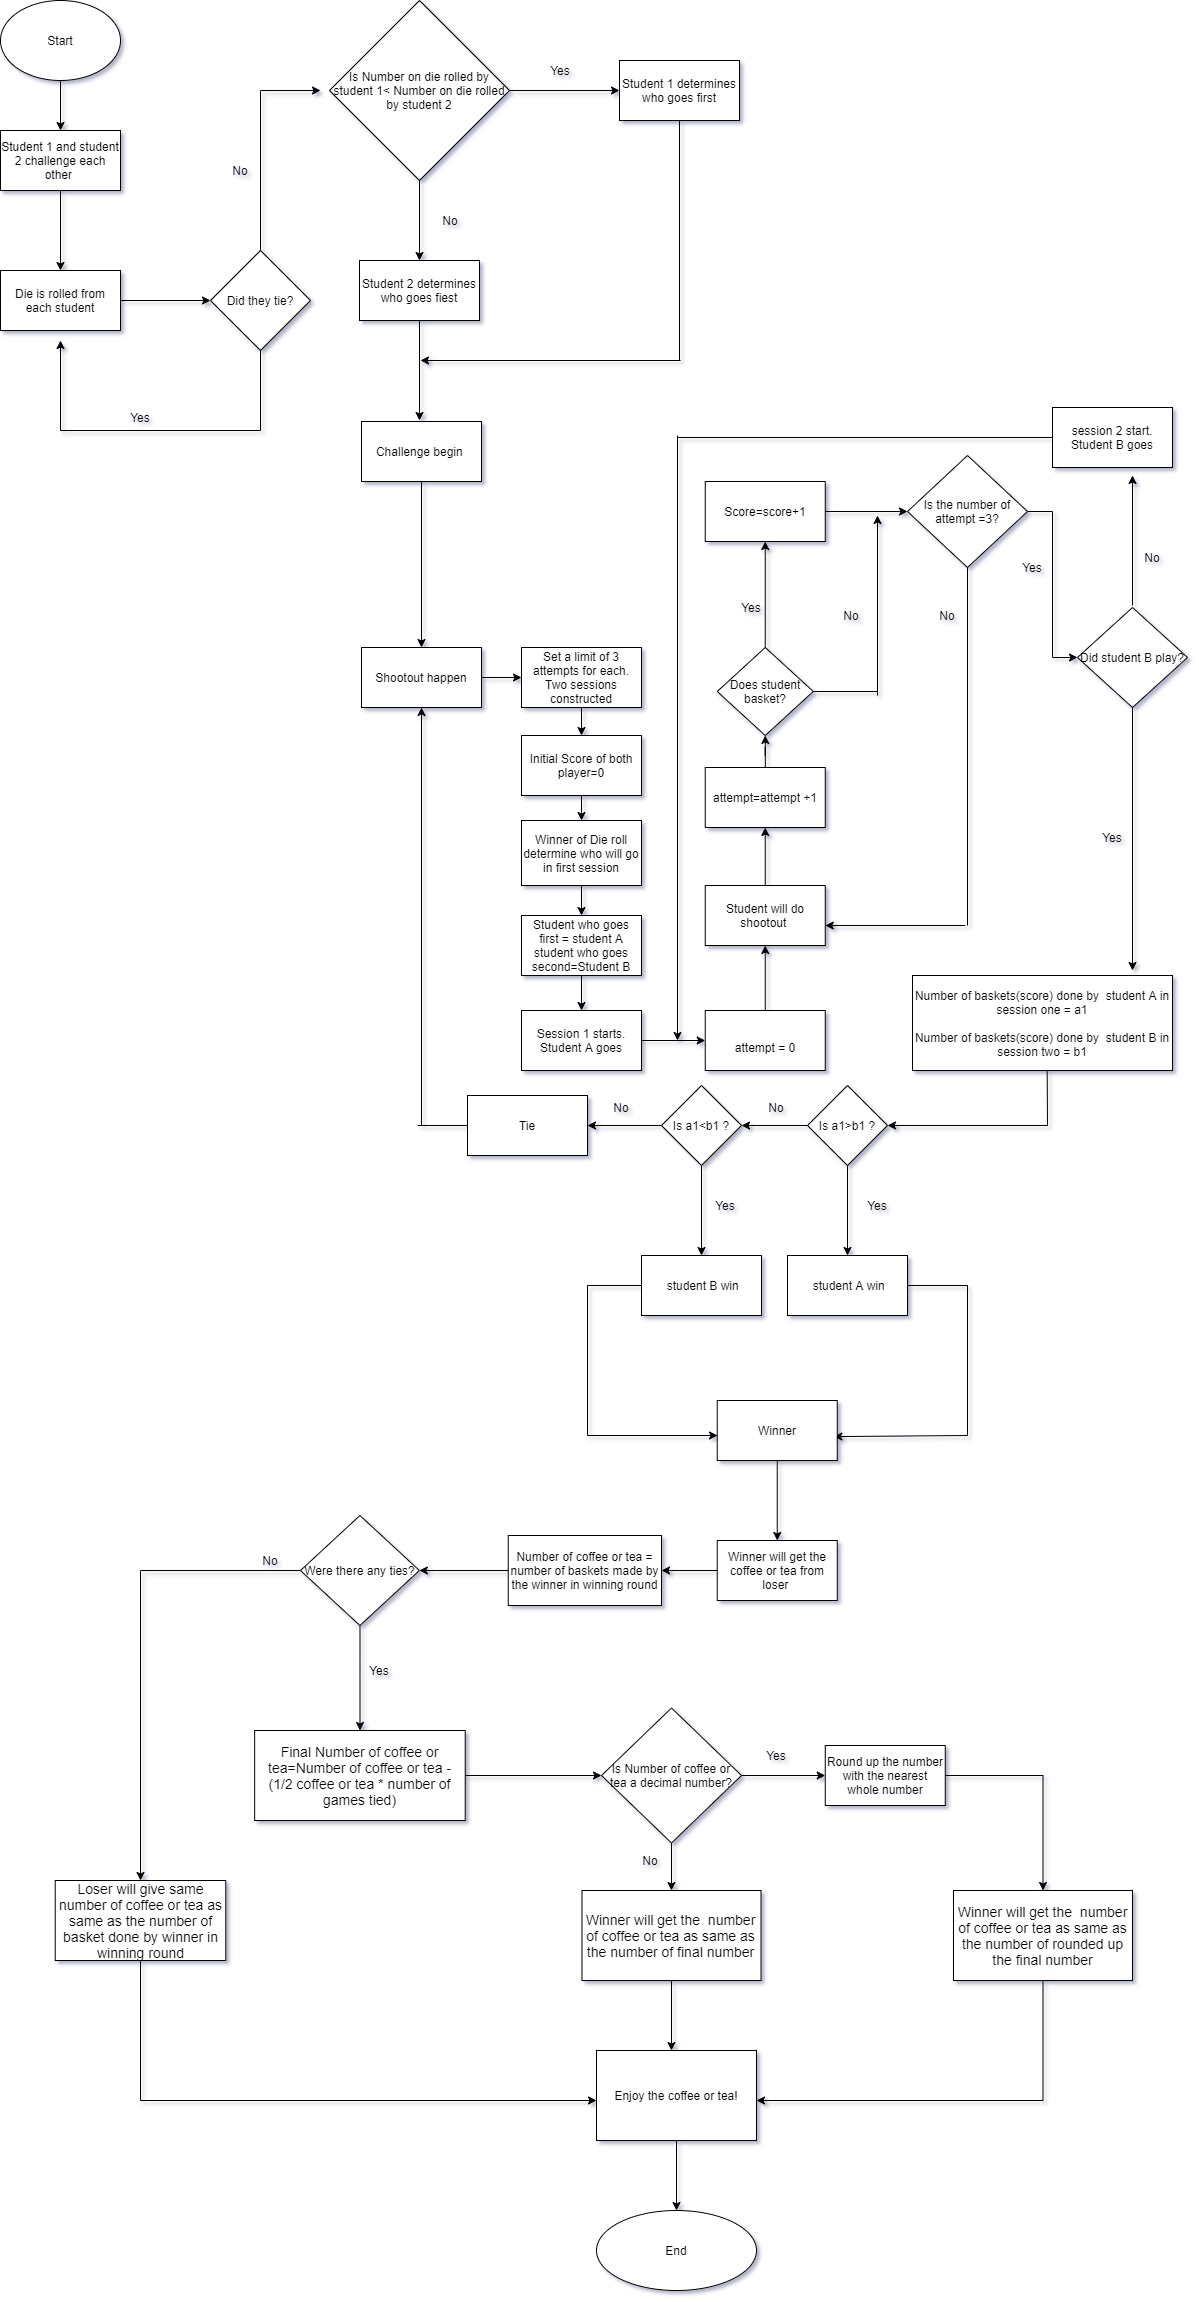 Start
Student 1 and student
2 challenge each
other
Die is rolled from
each student
Did they tie?
Yes
No
Is Number on die rolled by
student 1< Number on die rolled
by student 2
Yes
Student 1 determines
who goes first
No
Student 2 determines
who goes fiest
Challenge begin
Shootout happen
Set a limit of 3
attempts for each.
Two sessions
constructed
Initial Score of both
player=0
Winner of Die roll
determine who will go
in first session
Student who goes
first = student A
student who goes
second=Student B
Session 1 starts.
Student A goes
attempt = 0
Student will do
shootout
attempt=attempt +1
Does student
basket?
Yes
No
Score=score+1
Is the number of
attempt =3?
No
Yes
Did student B play?
No
session 2 start.
Student B goes
Yes
Number of baskets(score) done by  student A in
session one = a1
Number of baskets(score) done by  student B in
session two = b1
Is a1>b1 ?
No
Is a1<b1 ?
No
Tie
Yes
Yes
student B win
student A win
Winner
Winner will get the
coffee or tea from
loser
Number of coffee or tea =
number of baskets made by
the winner in winning round
Were there any ties?
No
Yes
Final Number of coffee or
tea=Number of coffee or tea -
(1/2 coffee or tea * number of
games tied)
Is Number of coffee or
tea a decimal number?
Yes
Round up the number
with the nearest
whole number
No
Loser will give same
number of coffee or tea as
same as the number of
basket done by winner in
winning round
Winner will get the  number
of coffee or tea as same as
the number of final number
Winner will get the  number
of coffee or tea as same as
the number of rounded up
the final number
Enjoy the coffee or tea!
End